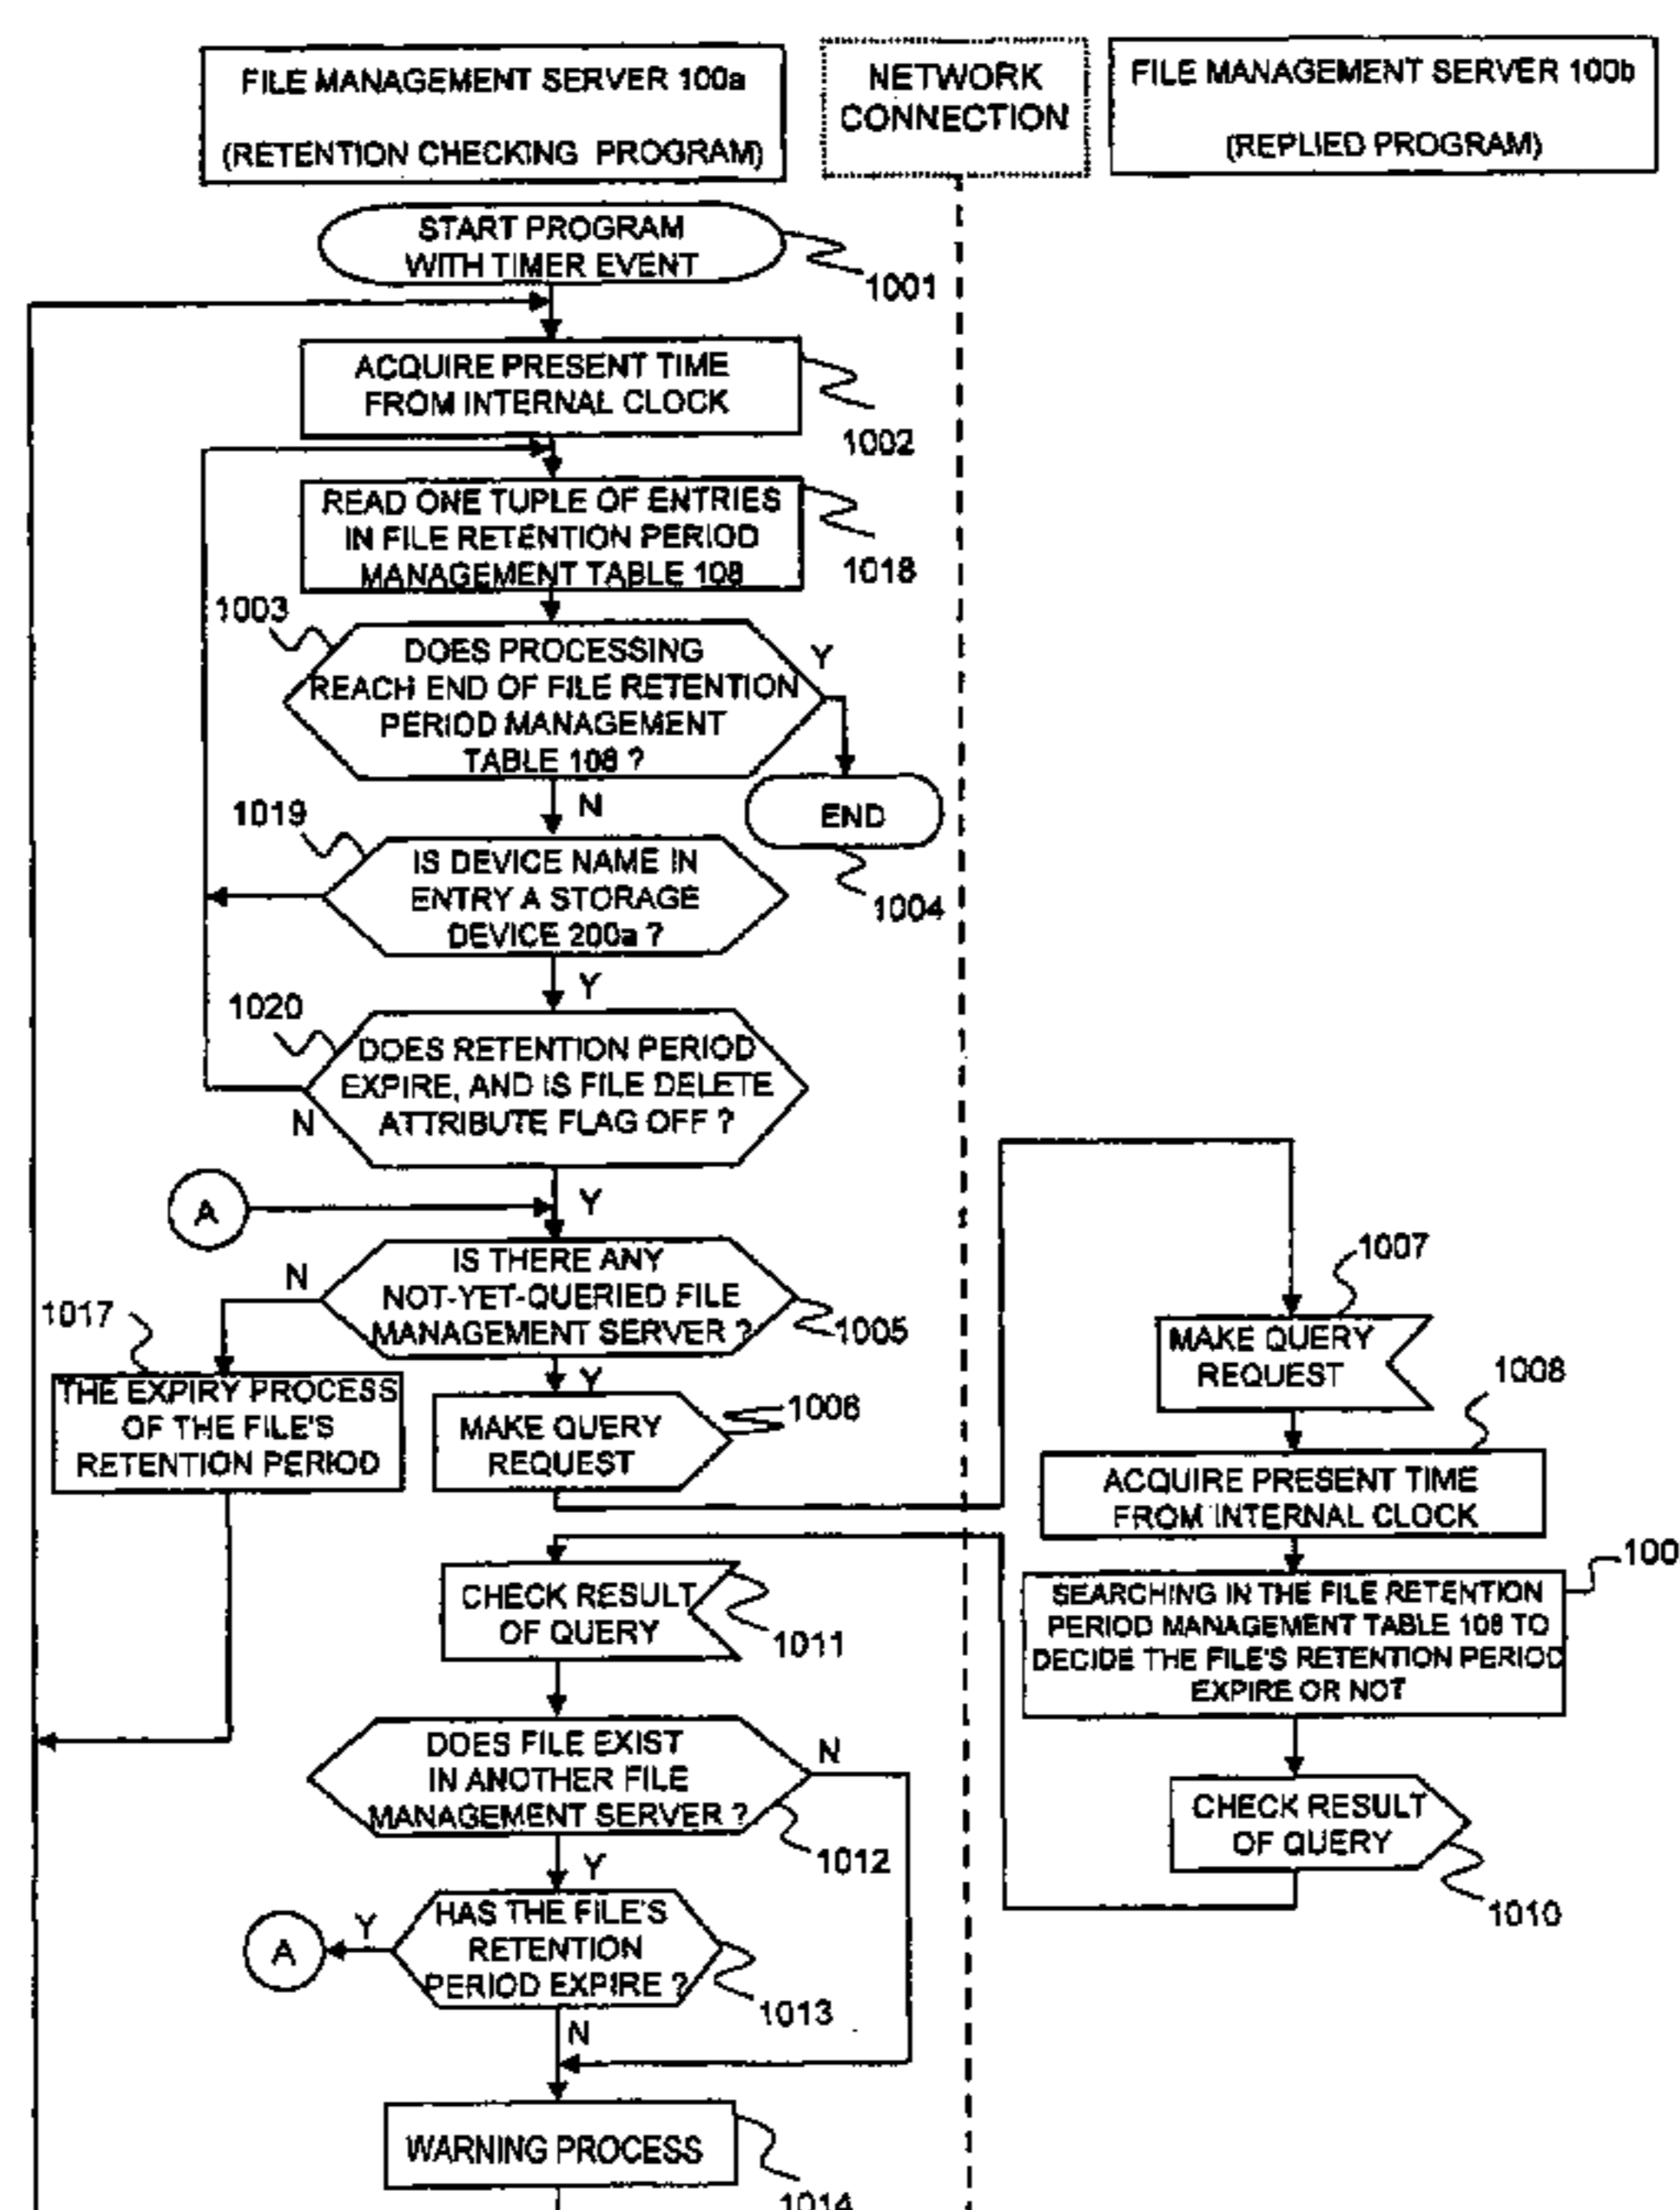 FILE MANAGEMENT SERVER 100a
(RETENTION CHECKING PROGRAM)
NETWORK
CONNECTION
FILE MANAGEMENT SERVER 100b
(REPLIED PROGRAM)
START PROGRAM
WITH TIMER EVENT
1001
ACQUIRE PRESENT TIME
FROM INTERNAL CLOCK
1002
READ ONE TUPLE OF ENTRIES
IN FILE RETENTION PERIOD
MANAGEMENT TABLE 108
1018
1003
DOES PROCESSING
REACH END OF FILE RETENTION
PERIOD MANAGEMENT
TABLE 108 ?
Y
N
END
1004
1019
IS DEVICE NAME IN
ENTRY A STORAGE
DEVICE 200a ?
Y
1020
DOES RETENTION PERIOD
EXPIRE, AND IS FILE DELETE
ATTRIBUTE FLAG OFF ?
N
Y
A
IS THERE ANY
NOT-YET-QUERIED FILE
MANAGEMENT SERVER ?
N
1005
Y
1017
THE EXPIRY PROCESS
OF THE FILE'S
RETENTION PERIOD
MAKE QUERY
REQUEST
1006
1007
MAKE QUERY
REQUEST
1008
ACQUIRE PRESENT TIME
FROM INTERNAL CLOCK
100
SEARCHING IN THE FILE RETENTION
PERIOD MANAGEMENT TABLE 108 TO
DECIDE THE FILE'S RETENTION PERIOD
EXPIRE OR NOT
CHECK RESULT
OF QUERY
1010
CHECK RESULT
OF QUERY
1011
DOES FILE EXIST
IN ANOTHER FILE
MANAGEMENT SERVER ?
N
1012
Y
HAS THE FILE'S
RETENTION
PERIOD EXPIRE ?
Y
A
1013
N
WARNING PROCESS
1014